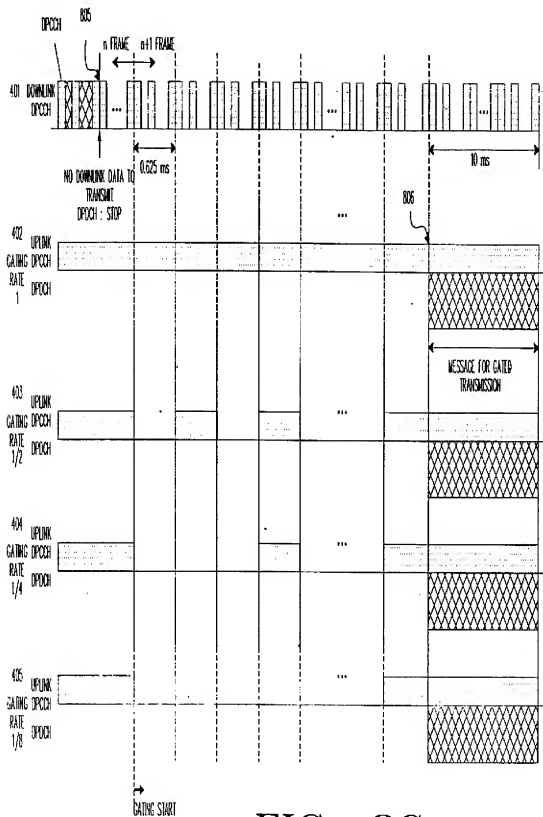 DPCCH
805
n FRAME
n+1 FRAME
401 DOWNLINK
DPCCH
...
...
...
NO DOWNLINK DATA TO
TRANSMIT
DPDCH : STOP
0.625 ms
10 ms
...
806
402
UPLINK
GATING DPCCH
RATE
1
DPDCH
MESSAGE FOR GATED
TRANSMISSION
403
UPLINK
GATING DPCCH
RATE
1/2
DPDCH
...
404
UPLINK
GATING DPCCH
RATE
1/4
DPDCH
...
405
UPLINK
GATING DPCCH
RATE
1/8
DPDCH
...
GATING START